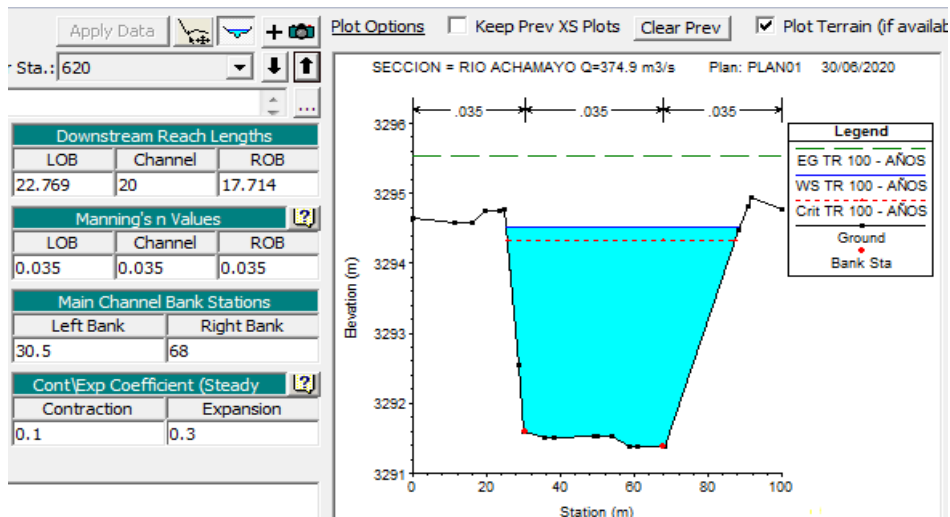 Apply Data
Plot Options Keep Prev XS Plots Clear Prev Plot Terrain (if availab
r Sta.: 620
...
Downstream Reach Lengths
LOB Channel ROB
22.769 20 17.714
Manning's n Values
LOB Channel ROB
0.035 0.035 0.035
Main Channel Bank Stations
Left Bank Right Bank
30.5 68
Cont\Exp Coefficient (Steady
Contraction Expansion
0.1 0.3
SECCION = RIO ACHAMAYO Q=374.9 m3/s Plan: PLAN01 30/06/2020
.035 .035 .035
3296
3295
3294
3293
3292
3291
Elevation (m)
0 20 40 60 80 100
Station (m)
Legend
EG TR 100 - AÑOS
WS TR 100 - AÑOS
Crit TR 100 - AÑOS
Ground
Bank Sta